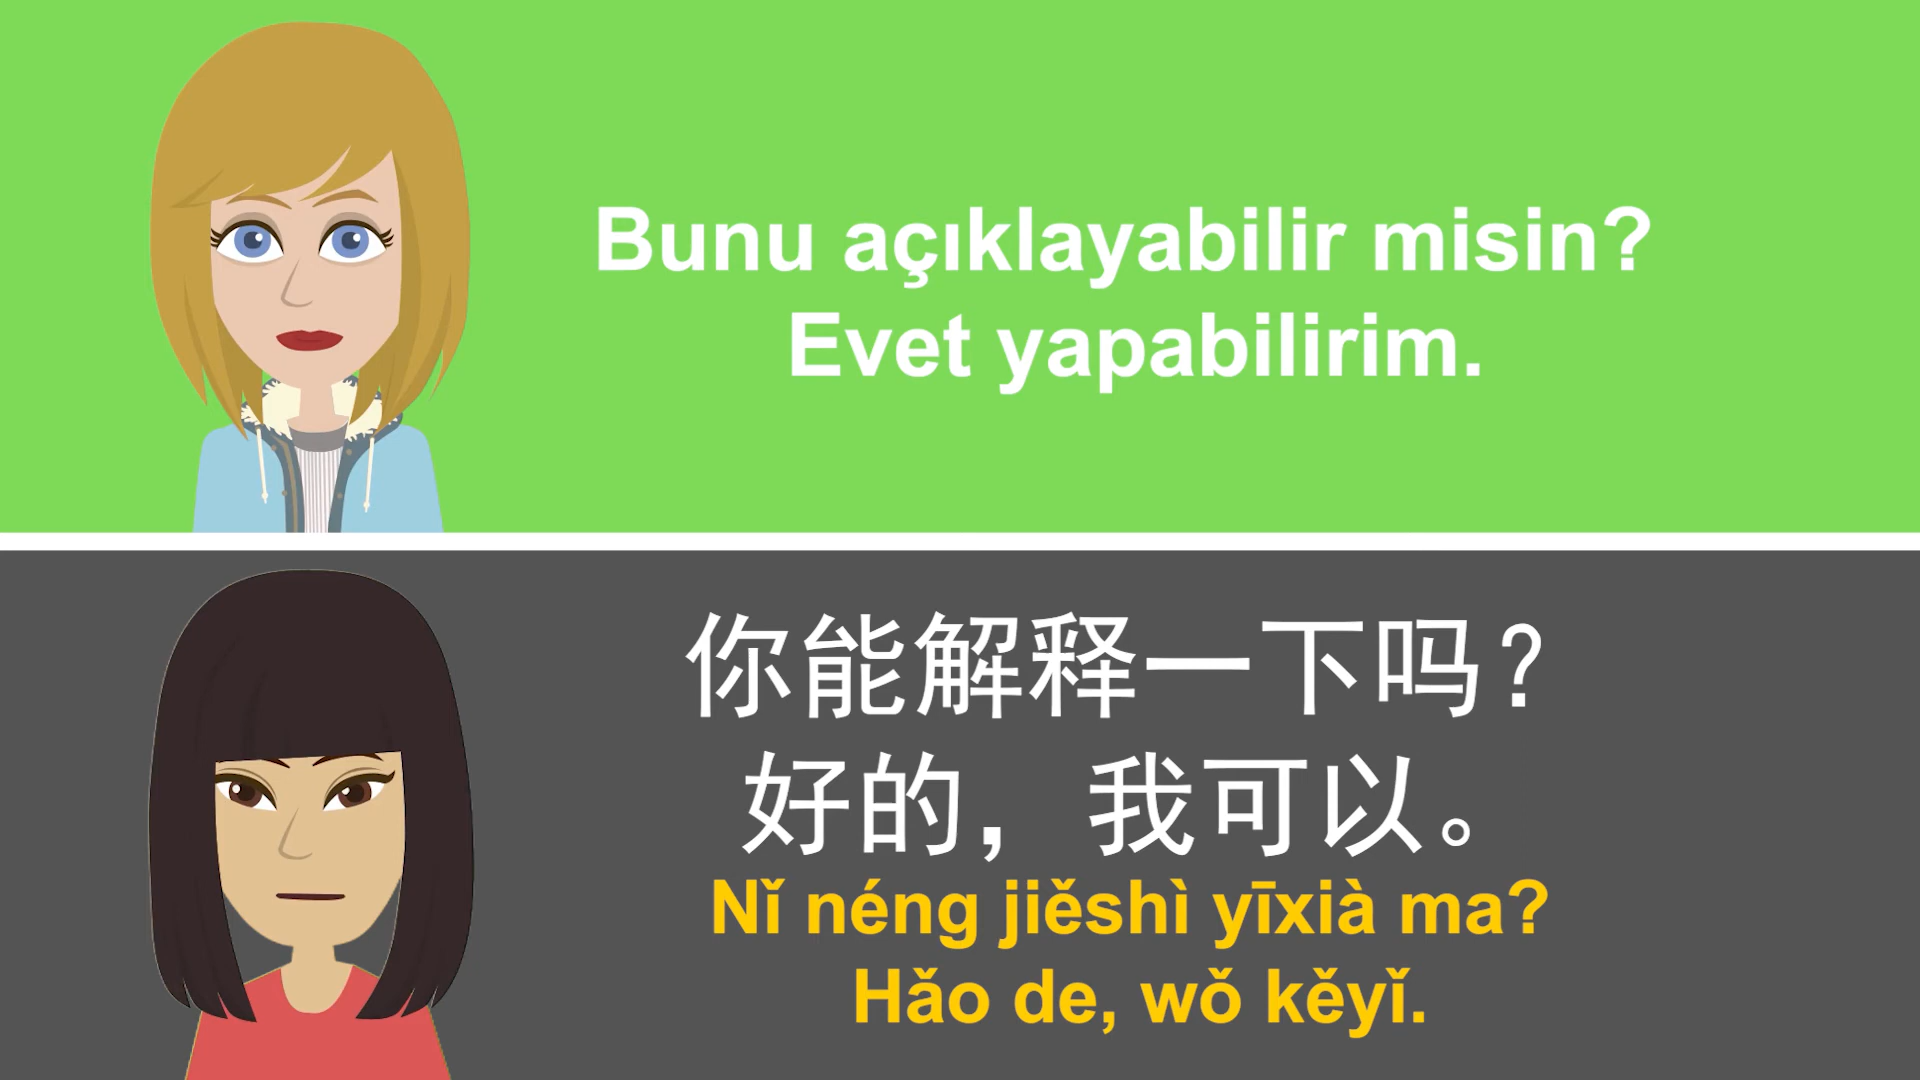 Bunu açıklayabilir misin?
Evet yapabilirim.
你能解释一下吗？
好的，我可以。
Nǐ néng jiěshì yīxià ma?
Hǎo de, wǒ kěyǐ.